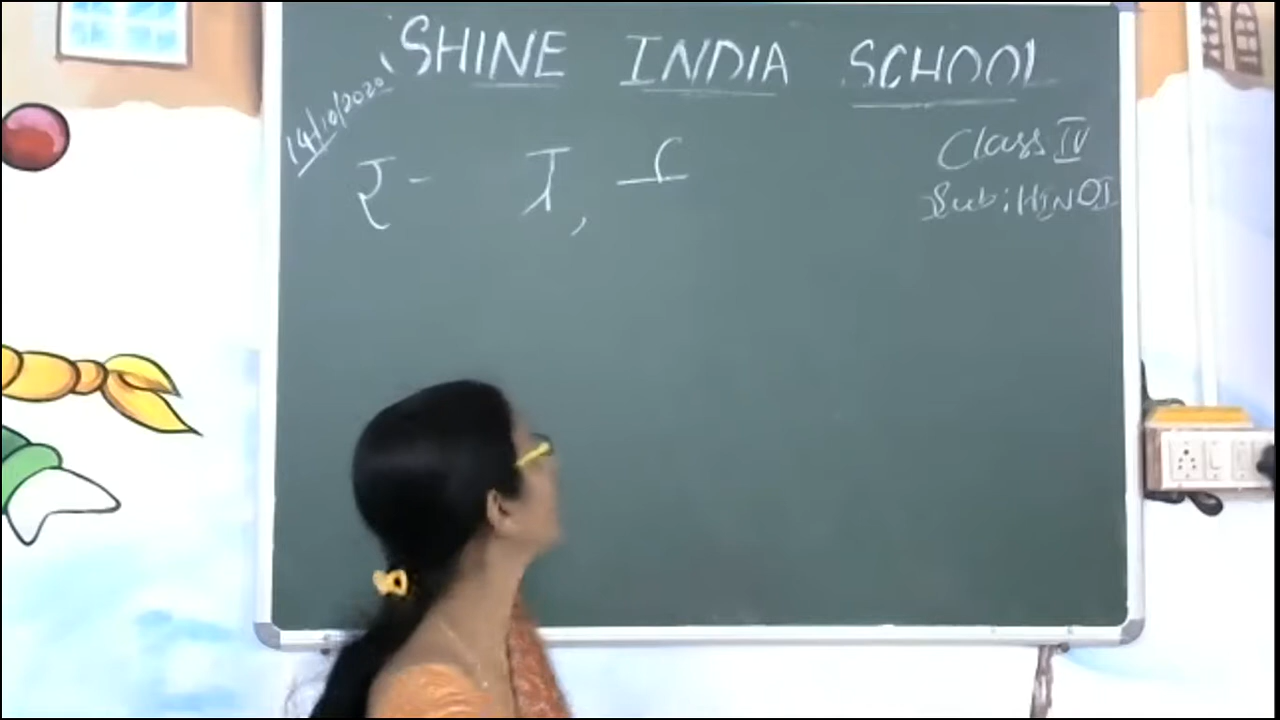 SHINE INDIA SCHOOL
14/10/2020
Class IV
Sub: HINDI
र - ्र, र्